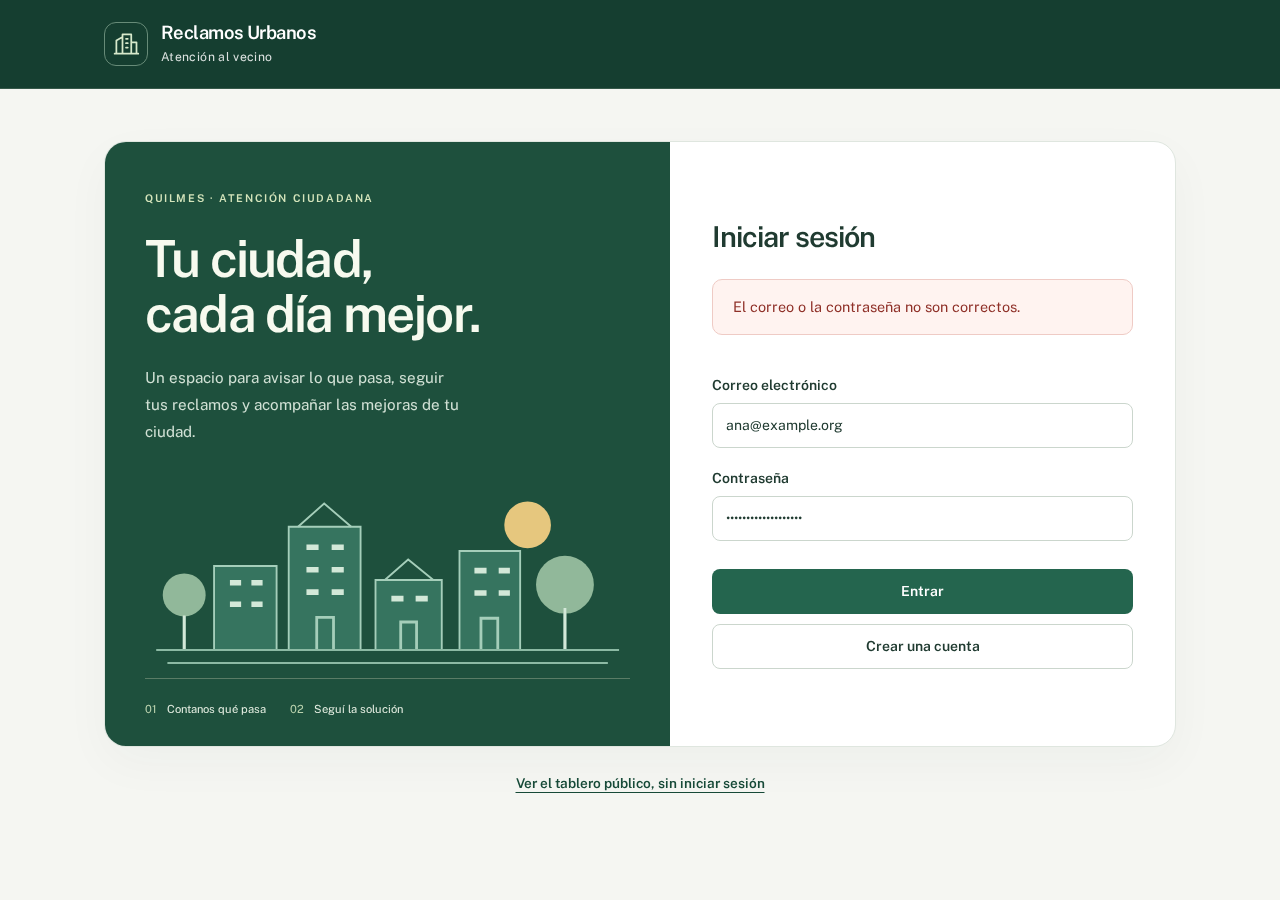 Reclamos Urbanos
Atención al vecino
QUILMES · ATENCIÓN CIUDADANA
Tu ciudad,
cada día mejor.
Un espacio para avisar lo que pasa, seguir
tus reclamos y acompañar las mejoras de tu
ciudad.
01 Contanos qué pasa 02 Seguí la solución
Iniciar sesión
El correo o la contraseña no son correctos.
Correo electrónico
ana@example.org
Contraseña
•••••••••••••••••••
Entrar
Crear una cuenta
Ver el tablero público, sin iniciar sesión